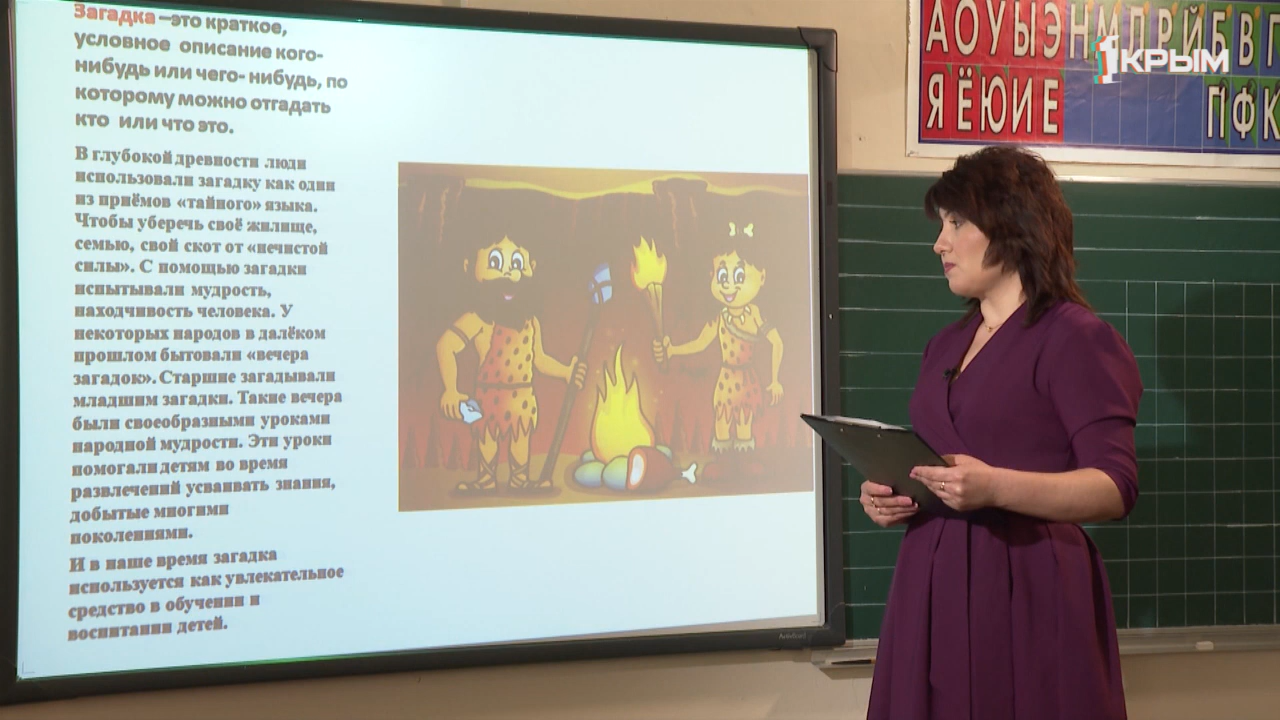 Загадка –это краткое,
условное описание кого-
нибудь или чего- нибудь, по
которому можно отгадать
кто или что это.
В глубокой древности люди
использовали загадку как один
из приёмов «тайного» языка.
Чтобы уберечь своё жилище,
семью, свой скот от «нечистой
силы». С помощью загадки
испытывали мудрость,
находчивость человека. У
некоторых народов в далёком
прошлом бытовали «вечера
загадок». Старшие загадывали
младшим загадки. Такие вечера
были своеобразными уроками
народной мудрости. Эти уроки
помогали детям во время
развлечений усваивать знания,
добытые многими
поколениями.
И в наше время загадка
используется как увлекательное
средство в обучении и
воспитании детей.
А О У Ы Э Н М Л Р Й Б В Г
Я Ё Ю И Е П Ф К
1 КРЫМ